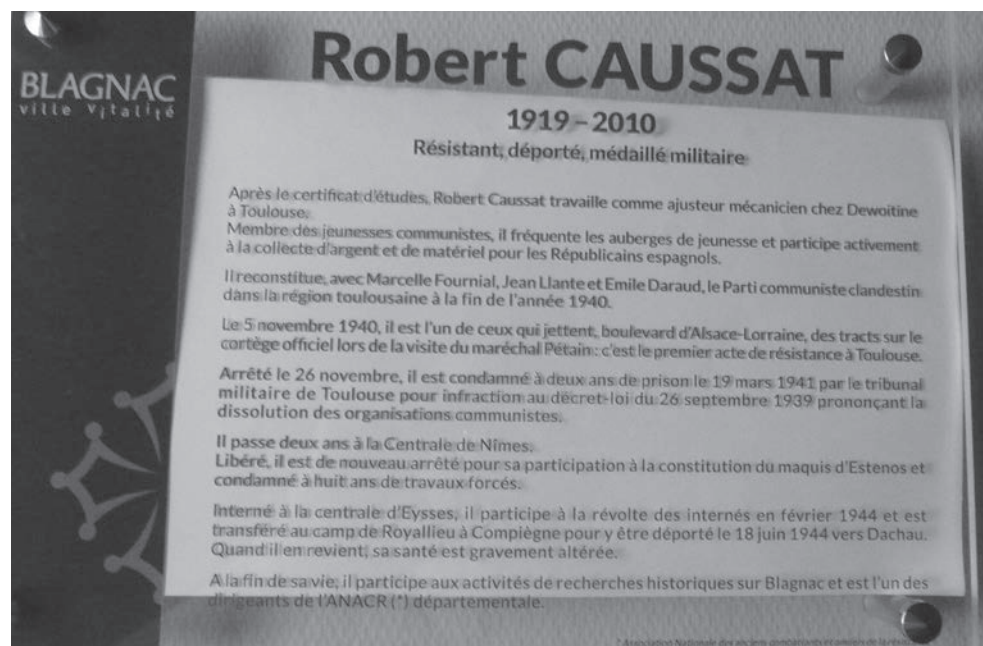 Robert CAUSSAT
BLAGNAC
ville vitalité
1919 – 2010
Résistant, déporté, médaillé militaire
Après le certificat d'études, Robert Caussat travaille comme ajusteur mécanicien chez Dewoitine
à Toulouse.
Membre des jeunesses communistes, il fréquente les auberges de jeunesse et participe activement
à la collecte d'argent et de matériel pour les Républicains espagnols.
Il reconstitue, avec Marcelle Fournial, Jean Llante et Emile Daraud, le Parti communiste clandestin
dans la région toulousaine à la fin de l'année 1940.
Le 5 novembre 1940, il est l'un de ceux qui jettent, boulevard d'Alsace-Lorraine, des tracts sur le
cortège officiel lors de la visite du maréchal Pétain : c'est le premier acte de résistance à Toulouse.
Arrêté le 26 novembre, il est condamné à deux ans de prison le 19 mars 1941 par le tribunal
militaire de Toulouse pour infraction au décret-loi du 26 septembre 1939 prononçant la
dissolution des organisations communistes.
Il passe deux ans à la Centrale de Nîmes.
Libéré, il est de nouveau arrêté pour sa participation à la constitution du maquis d'Estenos et
condamné à huit ans de travaux forcés.
Interné à la centrale d'Eysses, il participe à la révolte des internés en février 1944 et est
transféré au camp de Royallieu à Compiègne pour y être déporté le 18 juin 1944 vers Dachau.
Quand il en revient, sa santé est gravement altérée.
A la fin de sa vie, il participe aux activités de recherches historiques sur Blagnac et est l'un des
dirigeants de l'ANACR (*) départementale.
* Association Nationale des anciens combattants et amis de la